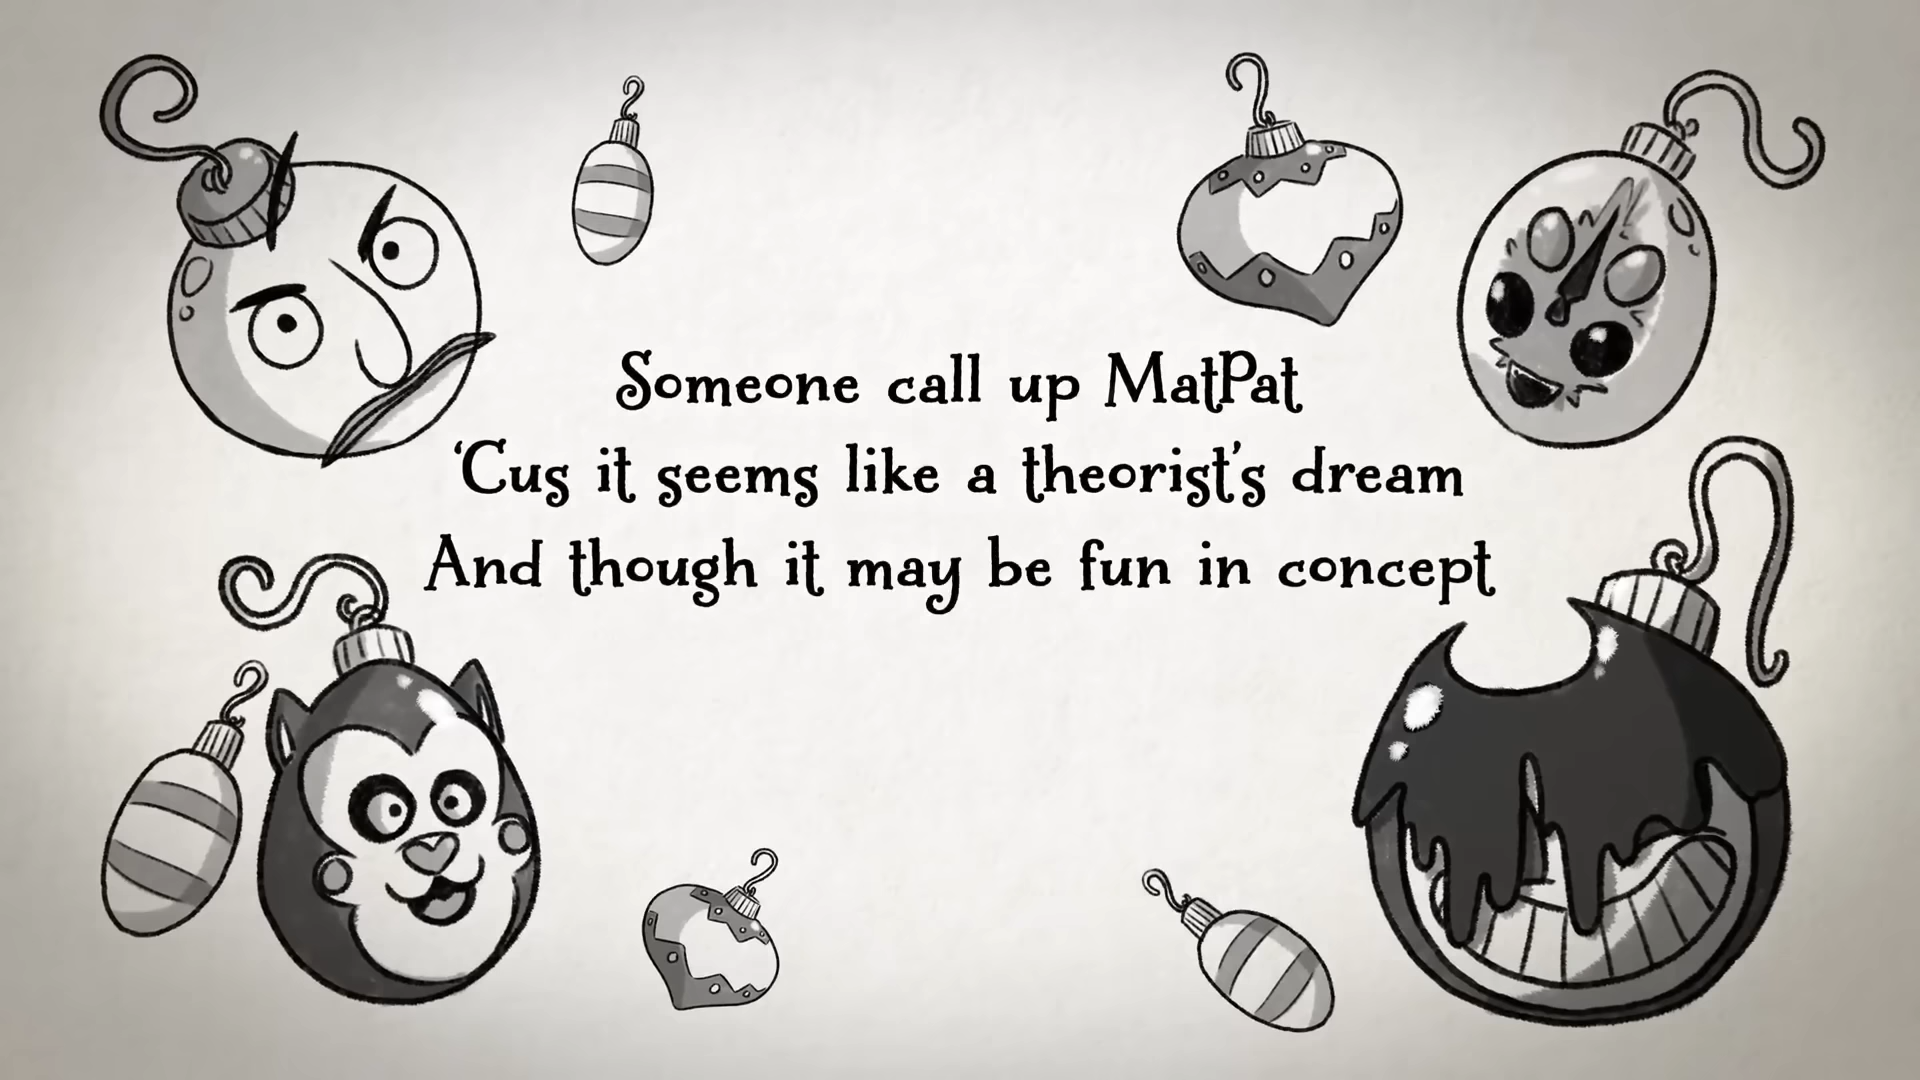 Someone call up MatPat
‘Cus it seems like a theorist’s dream
And though it may be fun in concept